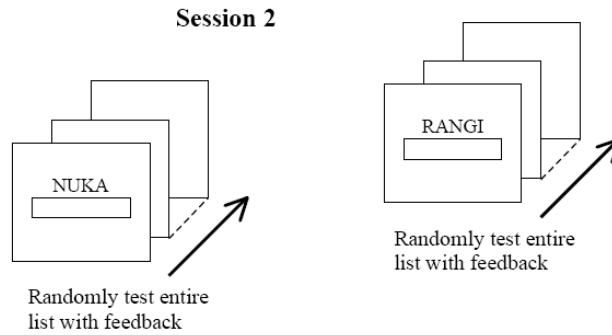 Session 2
NUKA
Randomly test entire
list with feedback
RANGI
Randomly test entire
list with feedback